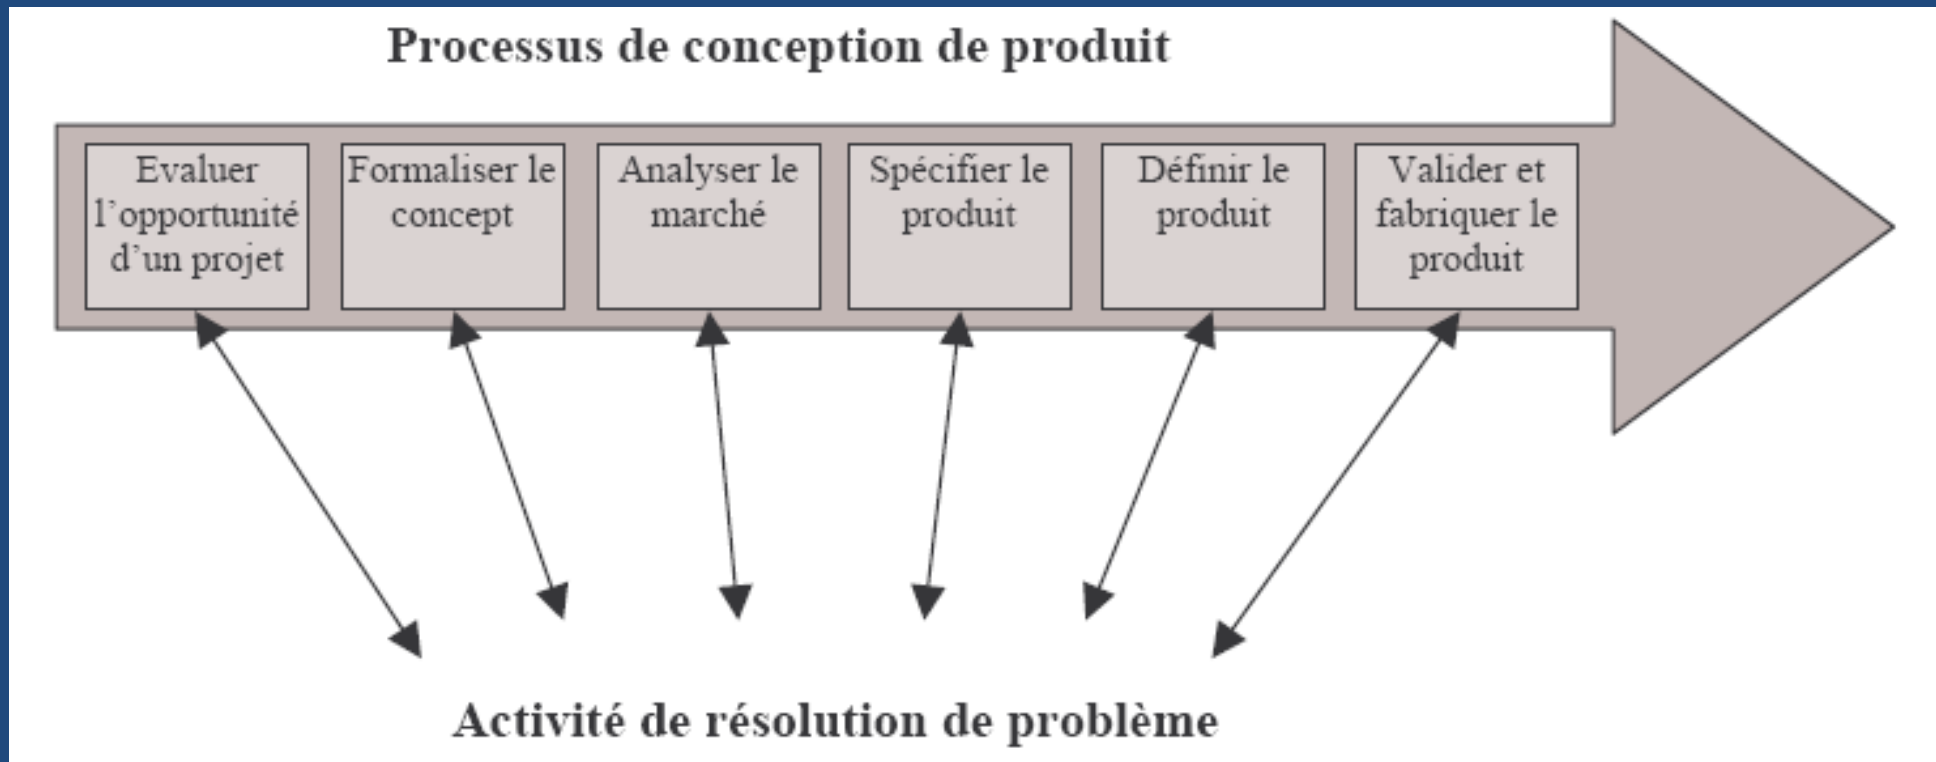 Processus de conception de produit
Evaluer
l’opportunité
d’un projet
Formaliser le
concept
Analyser le
marché
Spécifier le
produit
Définir le
produit
Valider et
fabriquer le
produit
Activité de résolution de problème